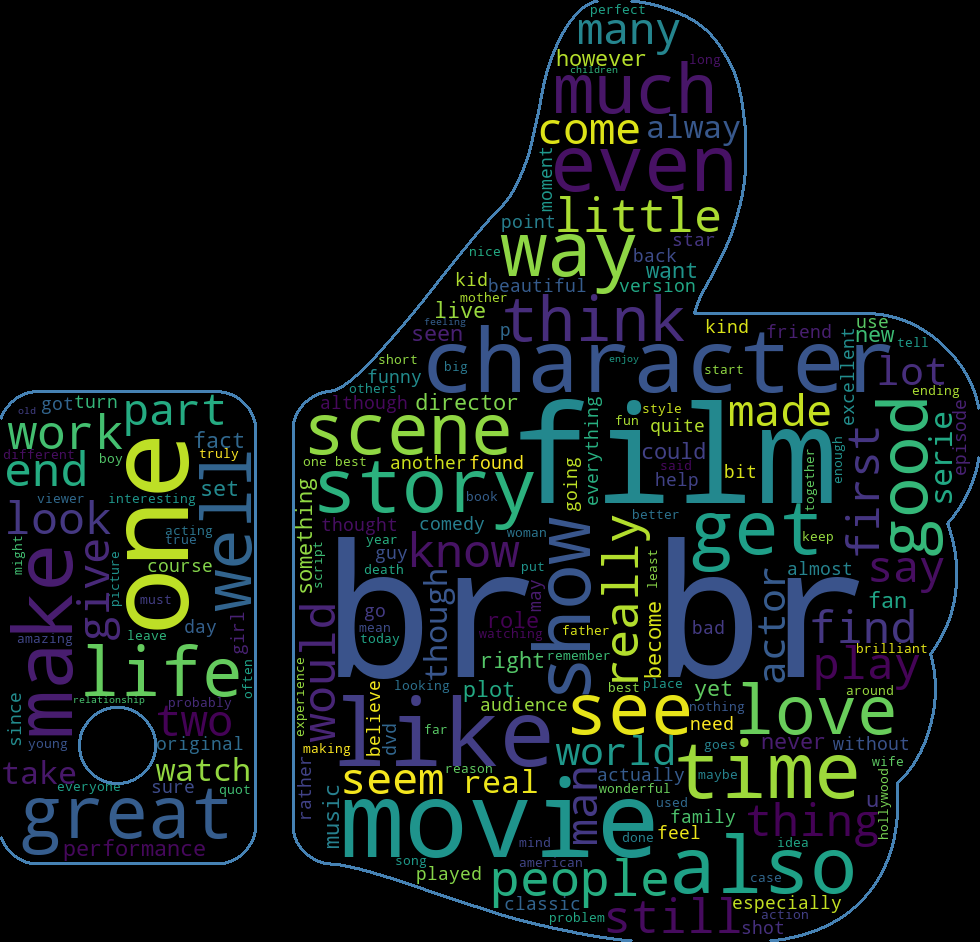 perfect
many
however
long
children
much
come
alway
even
moment
little
point
star
way
back
nice
want
kid
beautiful
version
mother
live
think
feeling
seen
p
kind
friend
use
new
tell
character
short
big
enjoy
start
excellent
lot
funny
others
ending
although
director
style
made
good
serie
episode
scene
film
fun
quite
everything
one best
another
found
going
could
said
help
bit
together
enough
first
story
book
something
thought
comedy
woman
better
get
keep
script
year
guy
know
show
really
least
almost
say
death
put
br br
bad
actor
fan
though
may
go
would
mean
role
today
watching
father
become
find
brilliant
right
remember
play
experience
looking
plot
best
place
yet
around
believe
audience
see
nothing
love
like
dvd
far
need
making
world
goes
never
without
reason
time
wife
rather
seem
real
man
actually
maybe
hollywood
wonderful
music
movie
used
family
thing
u
mind
done
feel
idea
song
american
played
people
also
case
classic
especially
problem
still
shot
action
old
got
turn
part
work
one
fact
different
boy
truly
end
well
viewer
interesting
set
look
acting
true
might
make
give
picture
course
must
amazing
leave
day
girl
life
often
relationship
probably
since
two
young
original
take
watch
everyone
sure
quot
great
performance